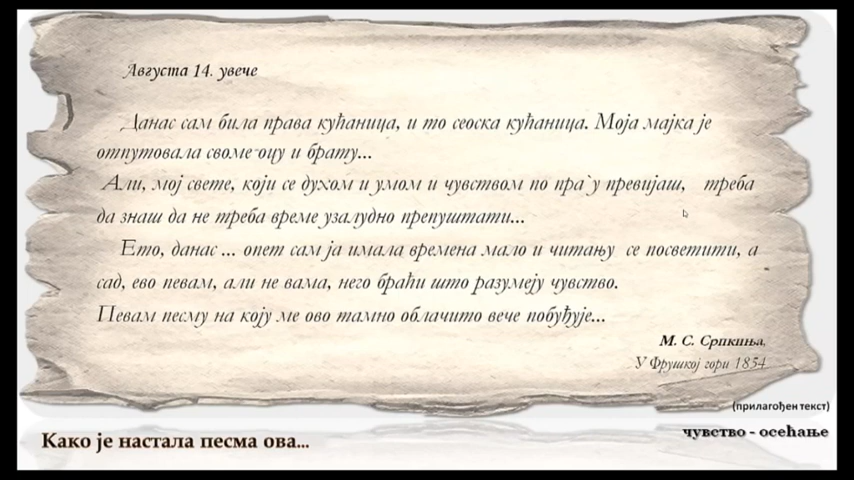 Августа 14. увече
Данас сам била права кућаница, и то сеоска кућаница. Моја мајка је
отпутовала своме оцу и брату...
Али, мој свете, који се духом и умом и чувством по пра`у превијаш, треба
да знаш да не треба време узалудно препуштати...
Ето, данас ... опет сам ја имала времена мало и читању се посветити, а
сад, ево певам, али не вама, него браћи што разумеју чувство.
Певам песму на коју ме ово тамно облачито вече побуђује...
М. С. Српкиња,
У Фрушкој гори 1854
(прилагођен текст)
Како је настала песма ова...
чувство - осећање